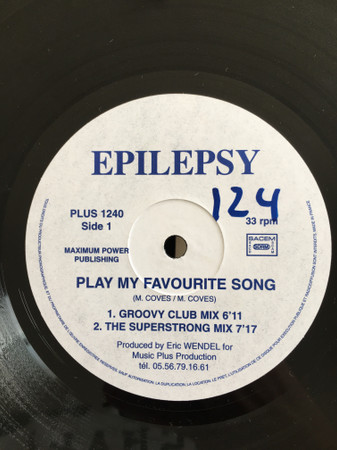 EPILEPSY
124
PLUS 1240
Side 1
33 rpm
MAXIMUM POWER
PUBLISHING
SACEM
PLAY MY FAVOURITE SONG
(M. COVES / M. COVES)
1. GROOVY CLUB MIX 6'11
2. THE SUPERSTRONG MIX 7'17
Produced by Eric WENDEL for
Music Plus Production
tél. 05.56.79.16.61